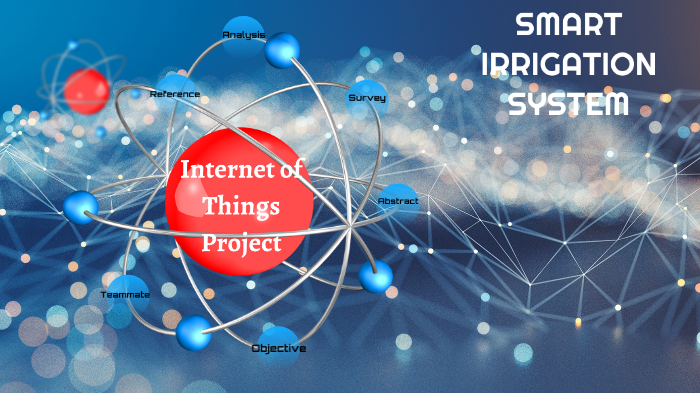 SMART
IRRIGATION
SYSTEM
Analysis
Reference
Survey
Internet of
Things
Project
Abstract
Teammate
Objective